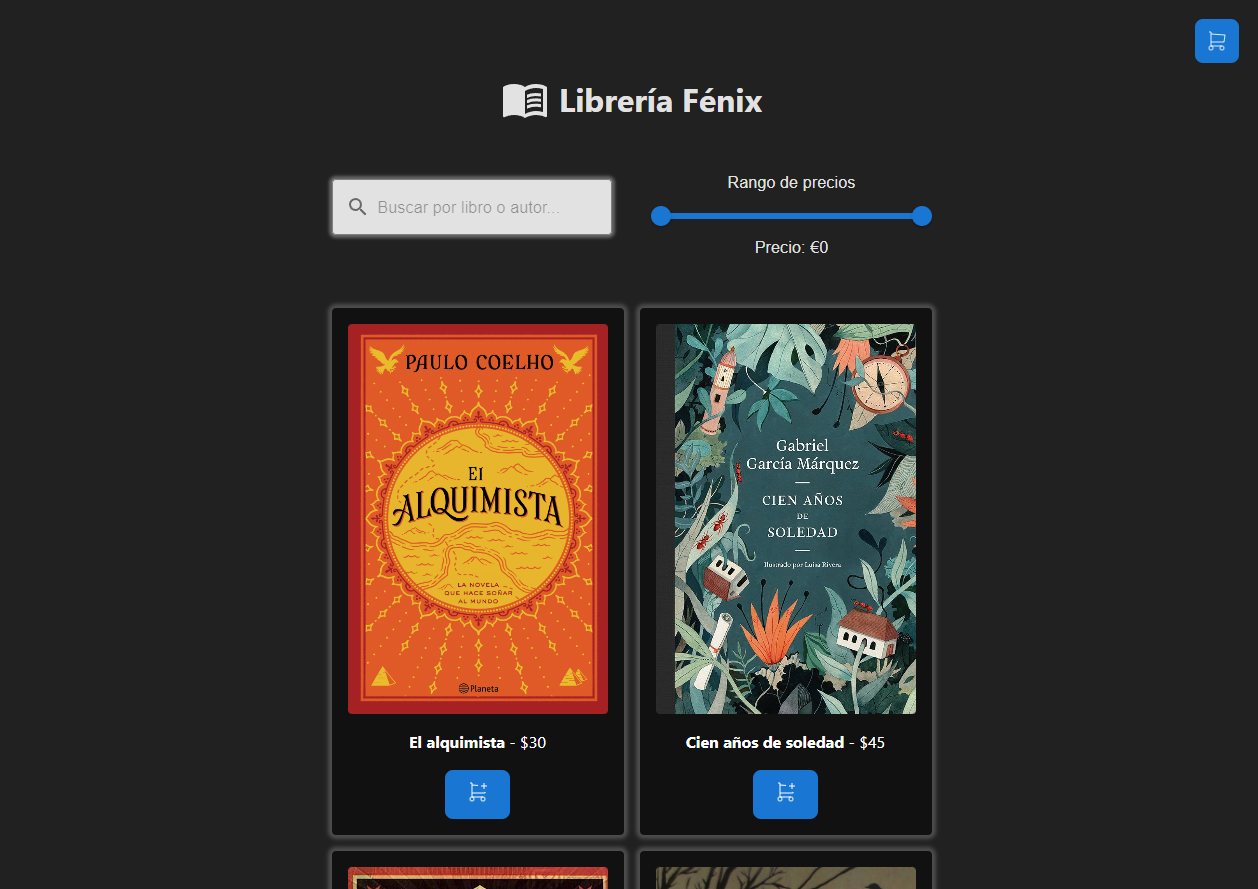 Librería Fénix
Buscar por libro o autor...
Rango de precios
Precio: €0
PAULO COELHO
El
ALQUIMISTA
LA NOVELA
QUE HACE SOÑAR
AL MUNDO
Planeta
El alquimista - $30
Gabriel
García Márquez
CIEN AÑOS
DE
SOLEDAD
Ilustrado por Luisa Rivera
Cien años de soledad - $45